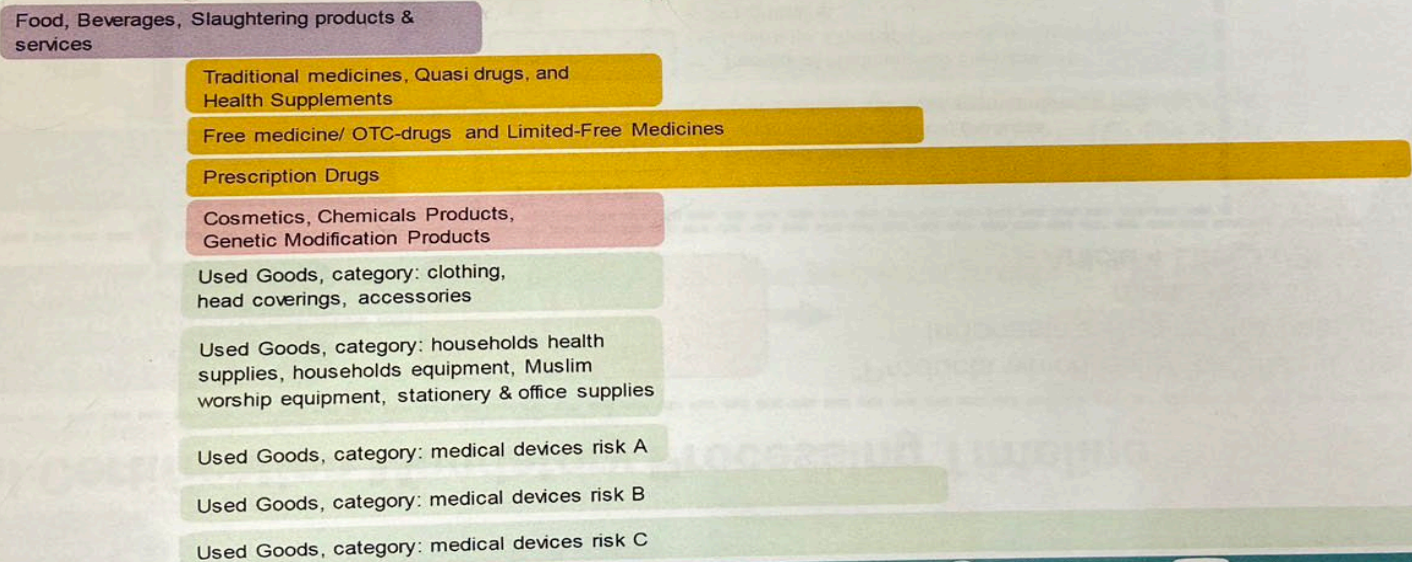 Food, Beverages, Slaughtering products &
services
Traditional medicines, Quasi drugs, and
Health Supplements
Free medicine/ OTC-drugs and Limited-Free Medicines
Prescription Drugs
Cosmetics, Chemicals Products,
Genetic Modification Products
Used Goods, category: clothing,
head coverings, accessories
Used Goods, category: households health
supplies, households equipment, Muslim
worship equipment, stationery & office supplies
Used Goods, category: medical devices risk A
Used Goods, category: medical devices risk B
Used Goods, category: medical devices risk C